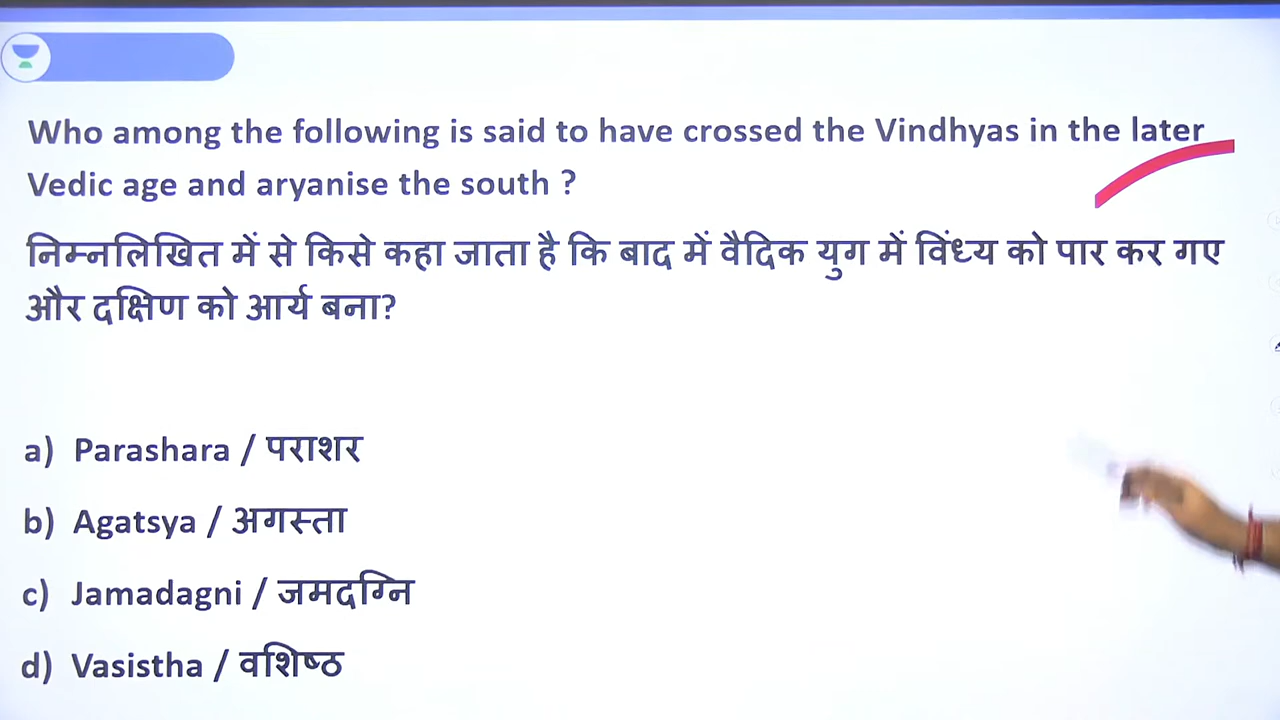 Who among the following is said to have crossed the Vindhyas in the later
Vedic age and aryanise the south ?
निम्नलिखित में से किसे कहा जाता है कि बाद में वैदिक युग में विंध्य को पार कर गए
और दक्षिण को आर्य बना?
a) Parashara / पराशर
b) Agatsya / अगस्ता
c) Jamadagni / जमदग्नि
d) Vasistha / वशिष्ठ